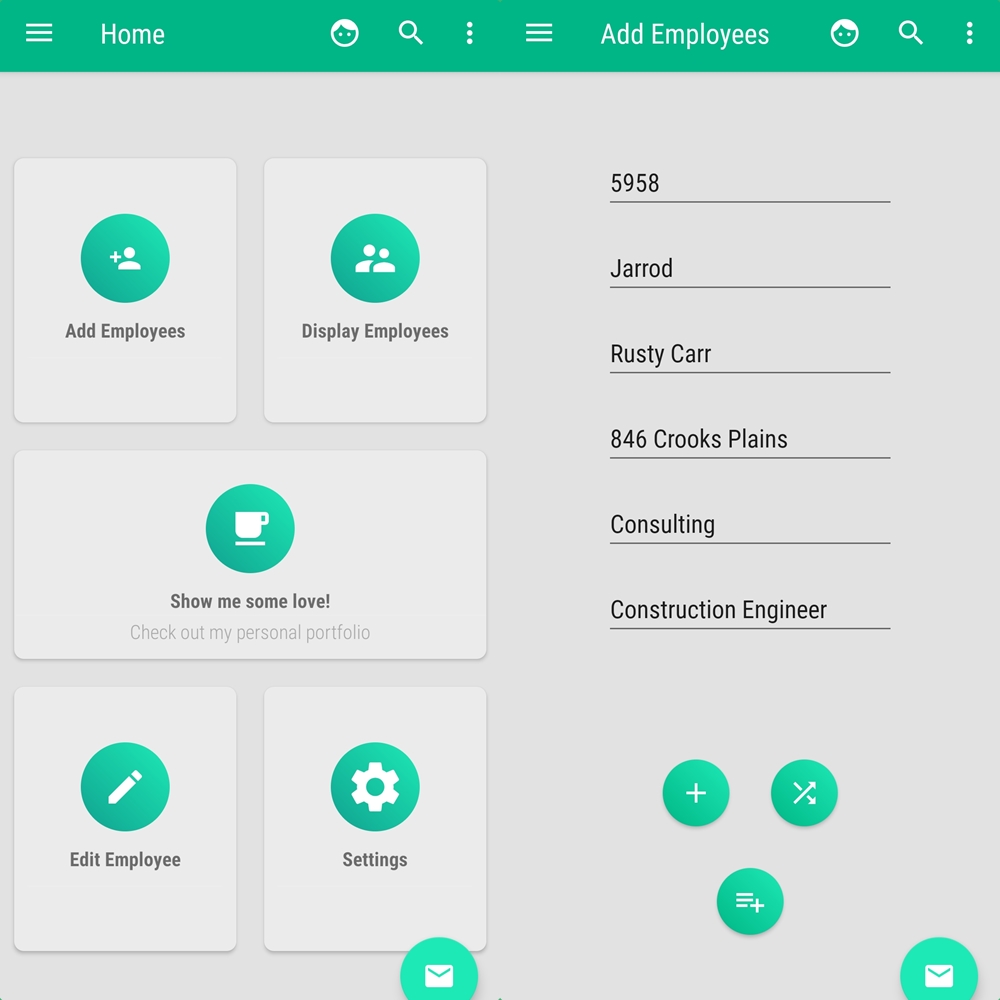 Home
Add Employees
Display Employees
Show me some love!
Check out my personal portfolio
Edit Employee
Settings
Add Employees
5958
Jarrod
Rusty Carr
846 Crooks Plains
Consulting
Construction Engineer